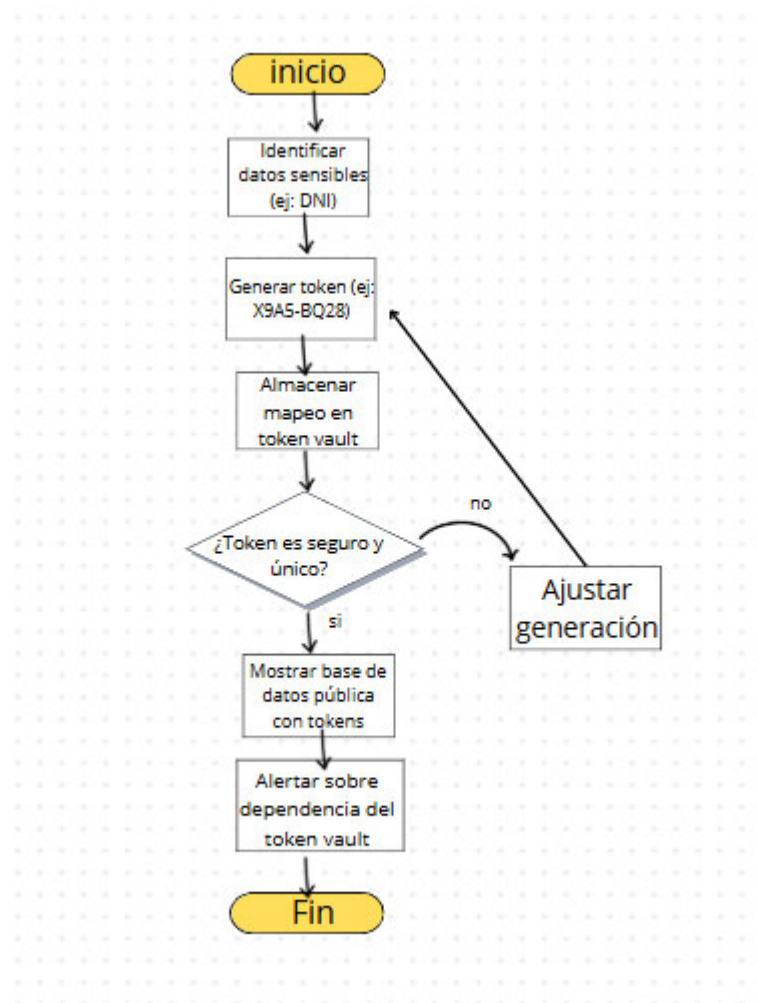 inicio
Identificar
datos sensibles
(ej: DNI)
Generar token (ej:
X9A5-BQ28)
Almacenar
mapeo en
token vault
¿Token es seguro y
único?
no
Ajustar
generación
si
Mostrar base de
datos pública
con tokens
Alertar sobre
dependencia del
token vault
Fin